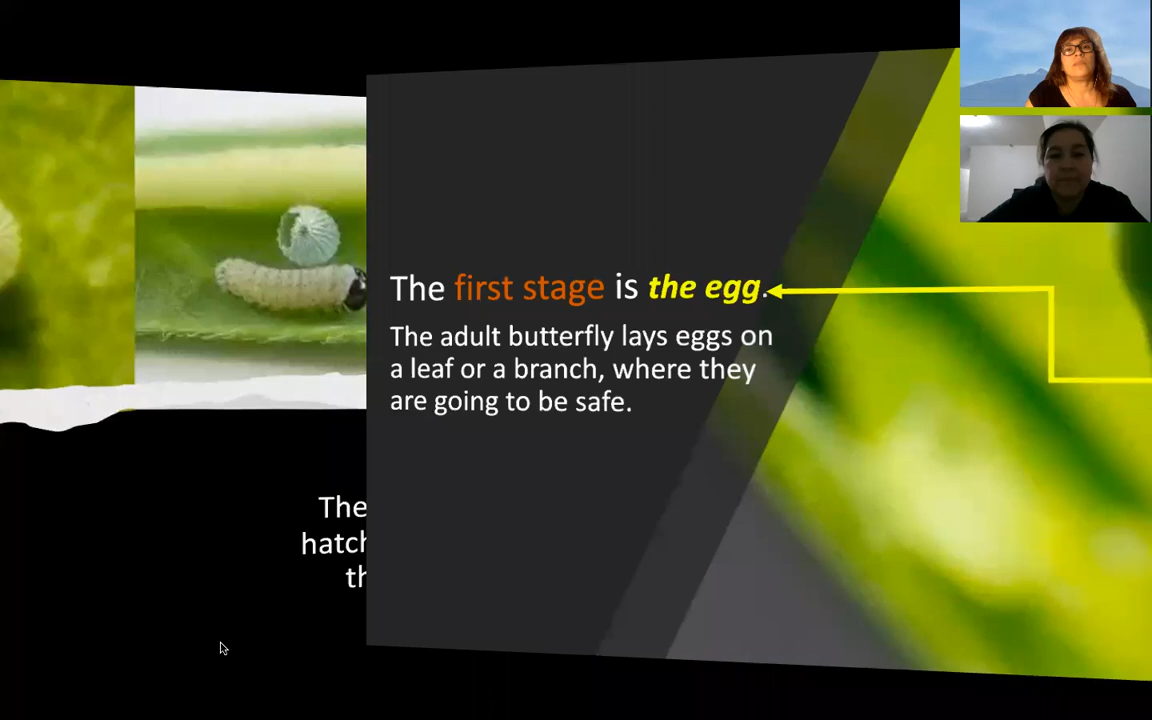 The first stage is the egg.
The adult butterfly lays eggs on
a leaf or a branch, where they
are going to be safe.
The
hatch
th